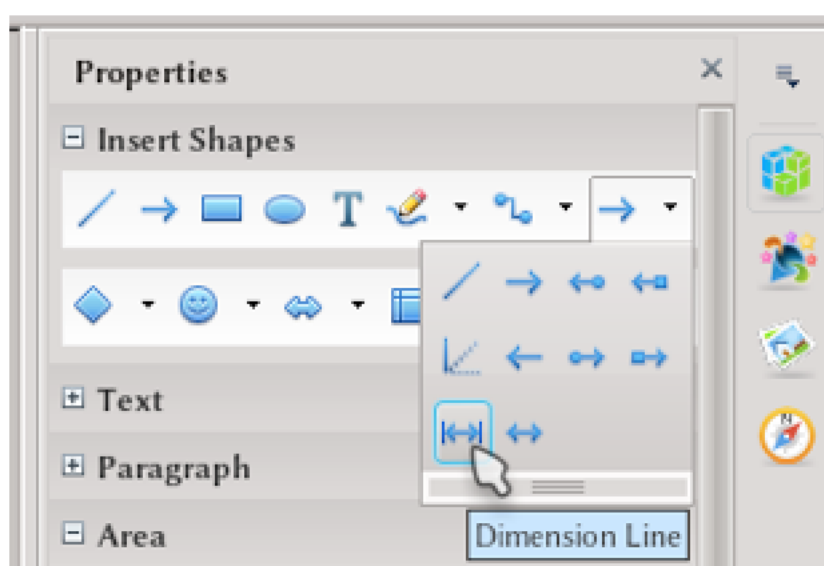 Properties
Insert Shapes
T
Text
Paragraph
Area
Dimension Line
N